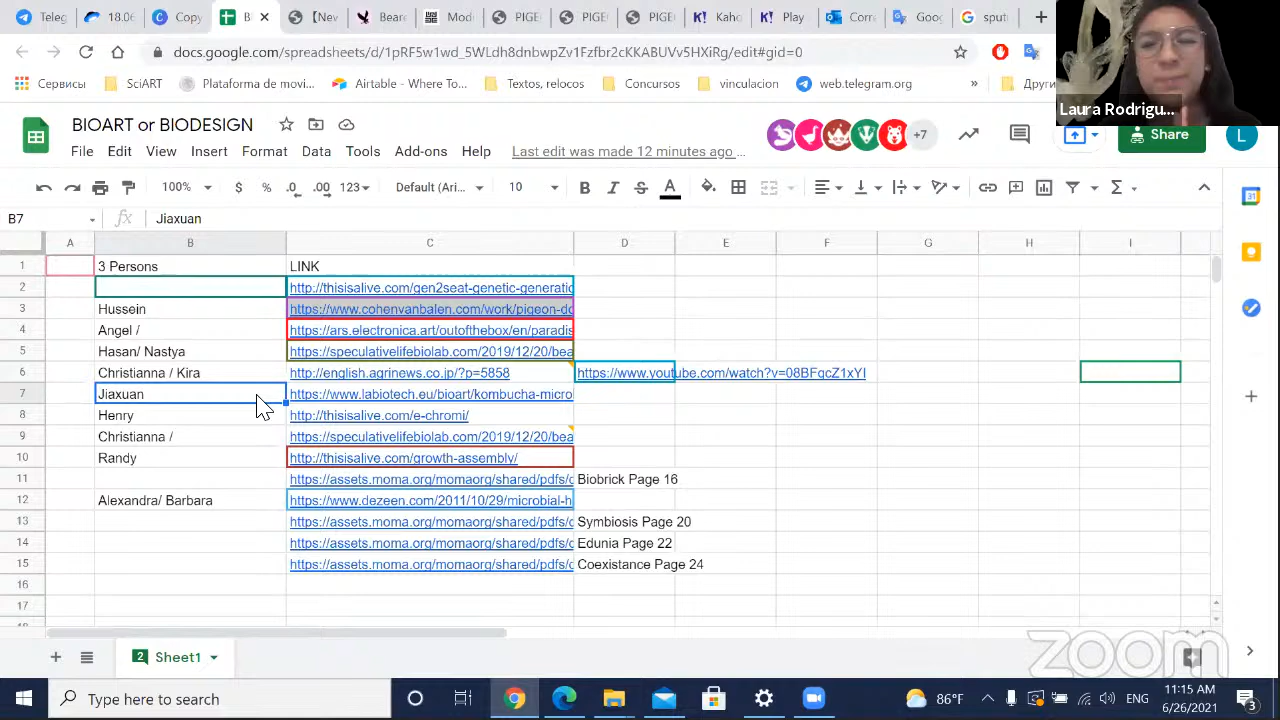 Teleg
18.06
Copy
B
【Nev
Bearı
Modi
PIGE
PIGE
PIGE
Kaho
Play
Corre
Goog
sput
docs.google.com/spreadsheets/d/1pRF5w1wd_5WLdh8dnbwpZv1Fzfbr2cKKABUVv5HXiRg/edit#gid=0
Сервисы
SciART
Plataforma de movi...
Airtable - Where To...
Textos, relocos
Concursos
vinculacion
web.telegram.org
»
Laura Rodrigu...
BIOART or BIODESIGN
File Edit View Insert Format Data Tools Add-ons Help Last edit was made 12 minutes ago ...
+7
Share
L
100% $ % .0 .00 123 Default (Ari... 10 B I S A Σ
B7 fx Jiaxuan
A B C D E F G H I
1 3 Persons LINK
2 http://thisisalive.com/gen2seat-genetic-generatio
3 Hussein https://www.cohenvanbalen.com/work/pigeon-do
4 Angel / https://ars.electronica.art/outofthebox/en/paradis
5 Hasan/ Nastya https://speculativelifebiolab.com/2019/12/20/bea
6 Christianna / Kira http://english.agrinews.co.jp/?p=5858 https://www.youtube.com/watch?v=08BFqcZ1xYI
7 Jiaxuan https://www.labiotech.eu/bioart/kombucha-micro
8 Henry http://thisisalive.com/e-chromi/
9 Christianna / https://speculativelifebiolab.com/2019/12/20/bea
10 Randy http://thisisalive.com/growth-assembly/
11 https://assets.moma.org/momaorg/shared/pdfs/d Biobrick Page 16
12 Alexandra/ Barbara https://www.dezeen.com/2011/10/29/microbial-h
13 https://assets.moma.org/momaorg/shared/pdfs/d Symbiosis Page 20
14 https://assets.moma.org/momaorg/shared/pdfs/d Edunia Page 22
15 https://assets.moma.org/momaorg/shared/pdfs/d Coexistance Page 24
16
17
2 Sheet1
zoom
Type here to search
86°F
ENG
11:15 AM
6/26/2021
3